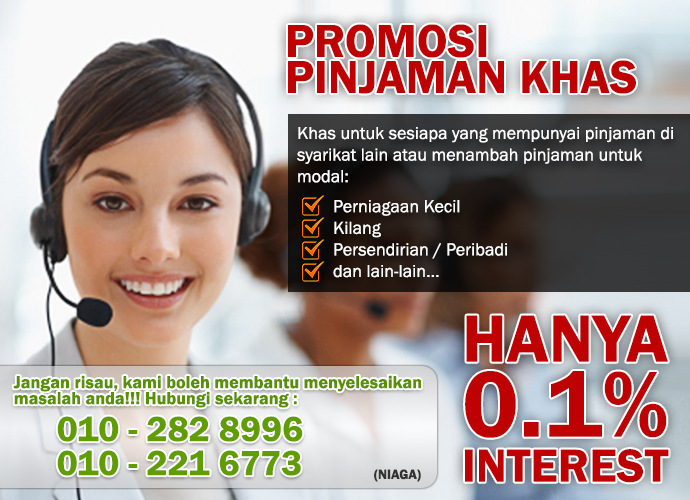 PROMOSI
PINJAMAN KHAS
Khas untuk sesiapa yang mempunyai pinjaman di
syarikat lain atau menambah pinjaman untuk
modal:
Perniagaan Kecil
Kilang
Persendirian / Peribadi
dan lain-lain...
HANYA
0.1%
INTEREST
Jangan risau, kami boleh membantu menyelesaikan
masalah anda!!! Hubungi sekarang :
010 - 282 8996
010 - 221 6773
(NIAGA)